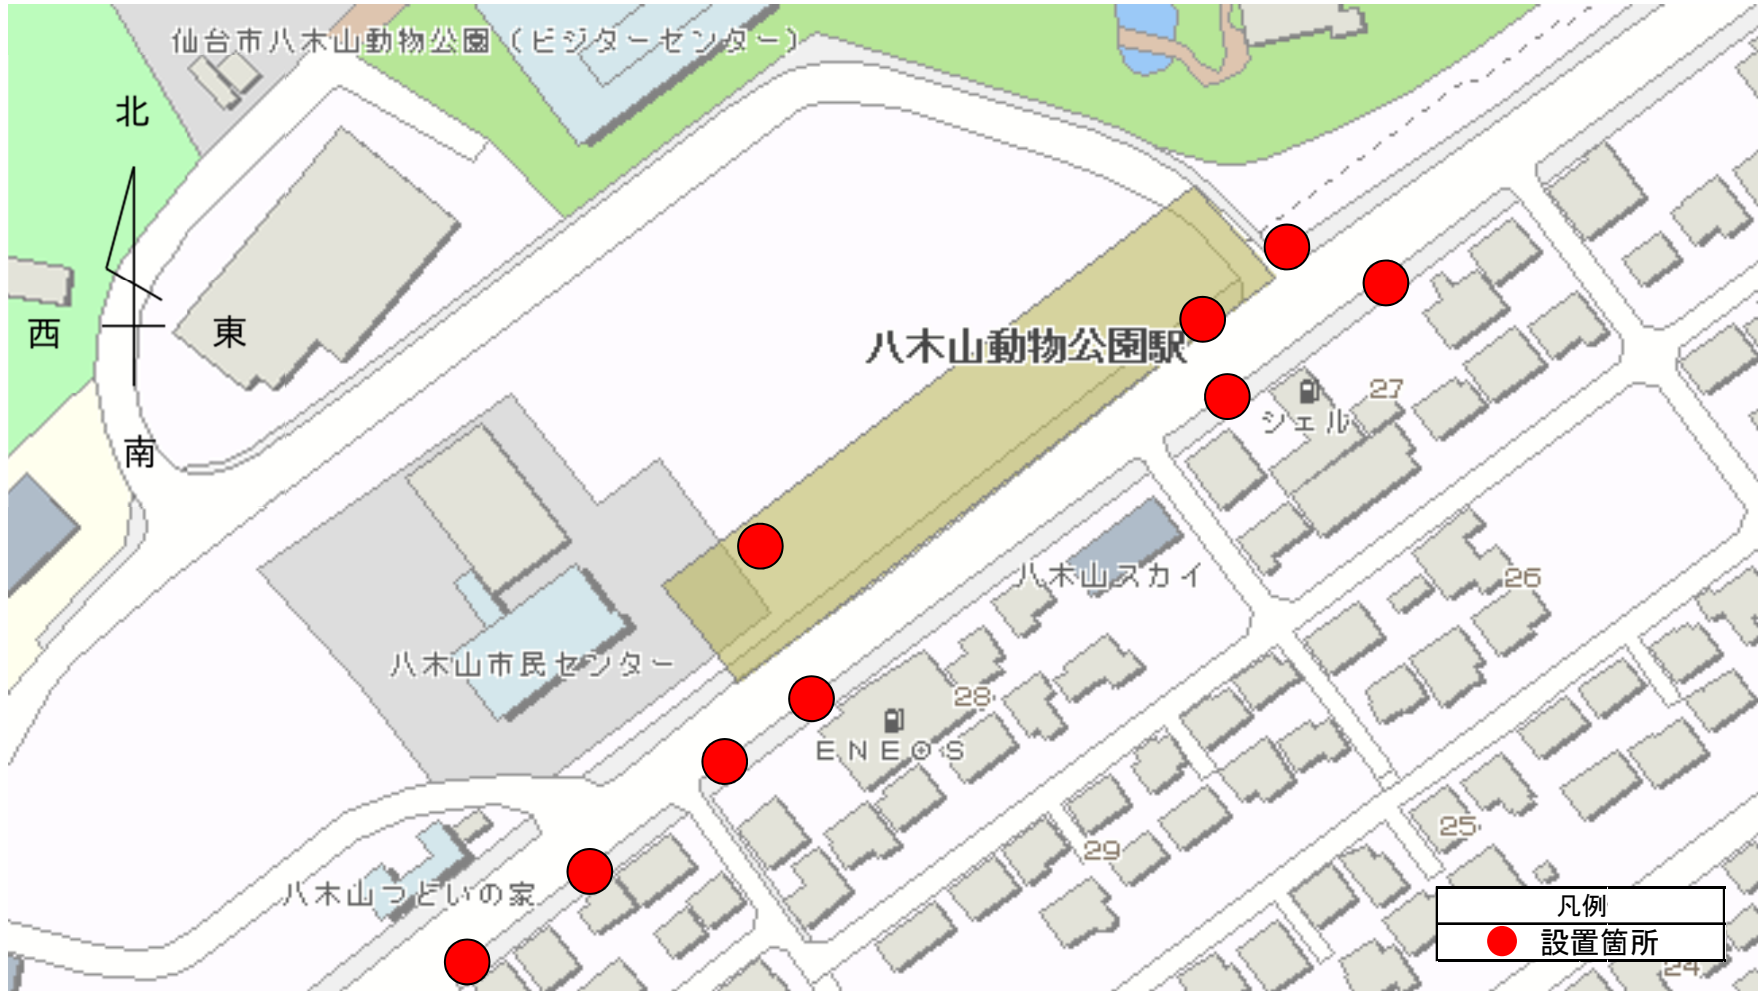 仙台市八木山動物公園（ビジターセンター）
北
西
東
南
八木山動物公園駅
シェル
27
八木山スカイ
26
八木山市民センター
28
ENEOS
25
29
八木山つどいの家
凡例
設置箇所
24